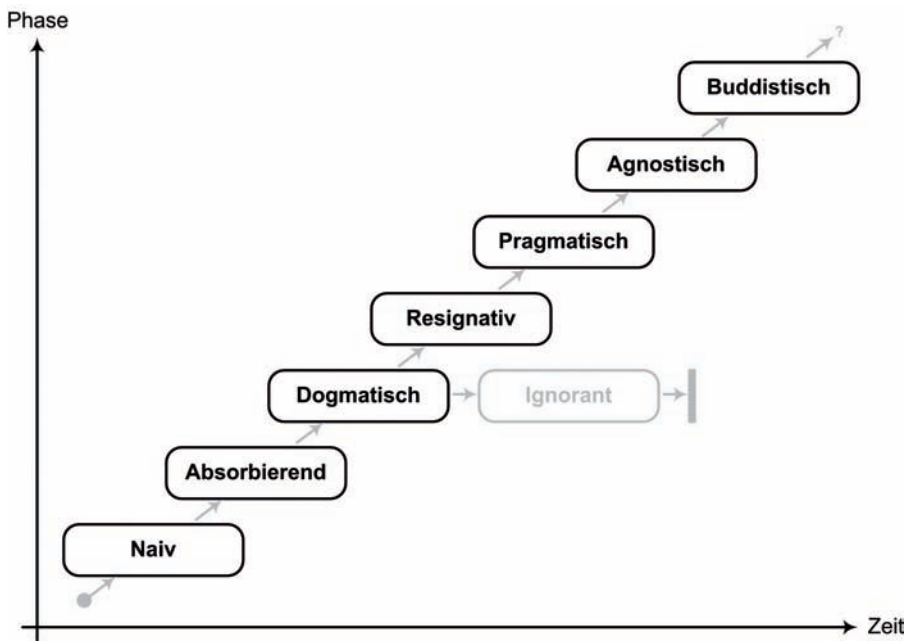 Phase
?
Buddistisch
Agnostisch
Pragmatisch
Resignativ
Dogmatisch
Ignorant
Absorbierend
Naiv
Zeit